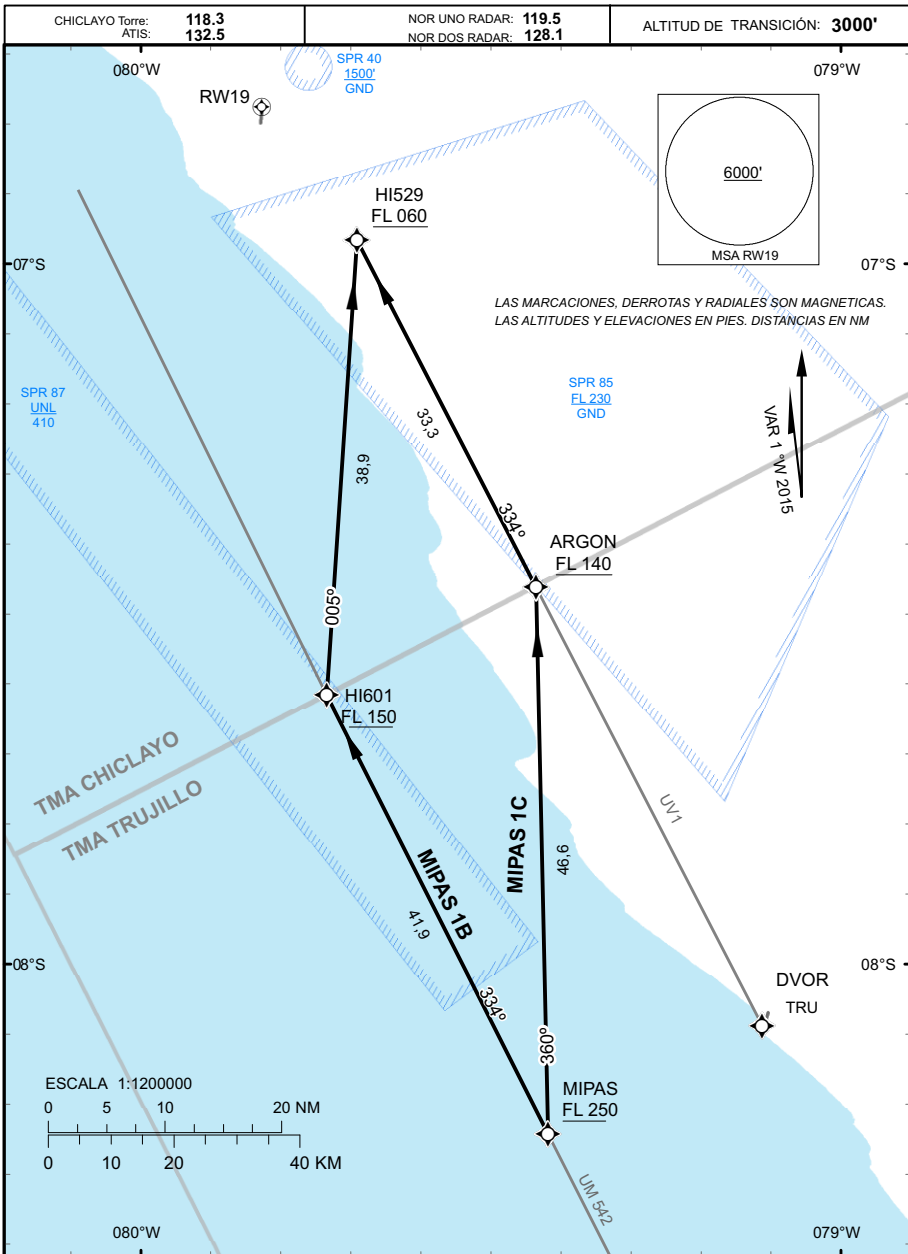 CHICLAYO Torre: 118.3
ATIS: 132.5
NOR UNO RADAR: 119.5
NOR DOS RADAR: 128.1
ALTITUD DE TRANSICIÓN: 3000'
080°W
079°W
SPR 40
1500'
GND
RW19
6000'
MSA RW19
HI529
FL 060
07°S
07°S
LAS MARCACIONES, DERROTAS Y RADIALES SON MAGNETICAS.
LAS ALTITUDES Y ELEVACIONES EN PIES. DISTANCIAS EN NM
SPR 87
UNL
410
SPR 85
FL 230
GND
VAR 1 °W 2015
33,3
38,9
334º
ARGON
FL 140
005º
HI601
FL 150
TMA CHICLAYO
TMA TRUJILLO
UV1
MIPAS 1C
46,6
MIPAS 1B
41,9
334º
08°S
08°S
DVOR
TRU
360º
MIPAS
FL 250
ESCALA 1:1200000
0 5 10 20 NM
0 10 20 40 KM
UM 542
080°W
079°W